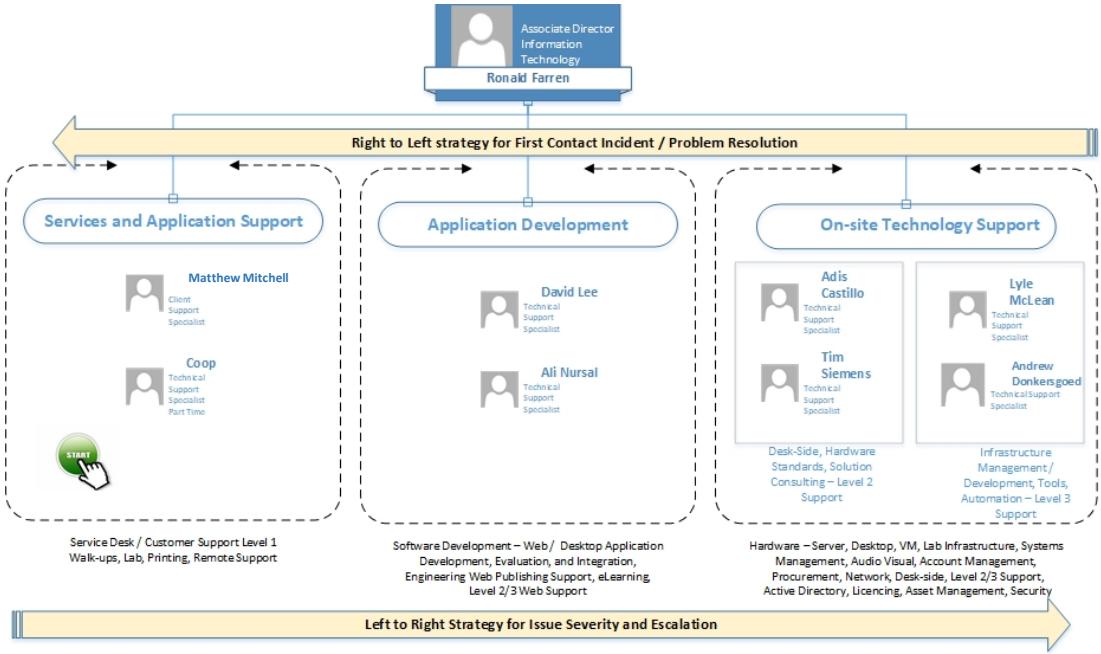 Associate Director
Information
Technology
Ronald Farren
Right to Left strategy for First Contact Incident / Problem Resolution
Services and Application Support
Matthew Mitchell
Client
Support
Specialist
Coop
Technical
Support
Specialist
Part Time
START
Service Desk / Customer Support Level 1
Walk-ups, Lab, Printing, Remote Support
Application Development
David Lee
Technical
Support
Specialist
Ali Nursal
Technical
Support
Specialist
Software Development – Web / Desktop Application
Development, Evaluation, and Integration,
Engineering Web Publishing Support, eLearning,
Level 2/3 Web Support
On-site Technology Support
Adis
Castillo
Technical
Support
Specialist
Tim
Siemens
Technical
Support
Specialist
Desk-Side, Hardware
Standards, Solution
Consulting – Level 2
Support
Lyle
McLean
Technical
Support
Specialist
Andrew
Donkersgoed
Technical Support
Specialist
Infrastructure
Management /
Development, Tools,
Automation – Level 3
Support
Hardware – Server, Desktop, VM, Lab Infrastructure, Systems
Management, Audio Visual, Account Management,
Procurement, Network, Desk-side, Level 2/3 Support,
Active Directory, Licencing, Asset Management, Security
Left to Right Strategy for Issue Severity and Escalation